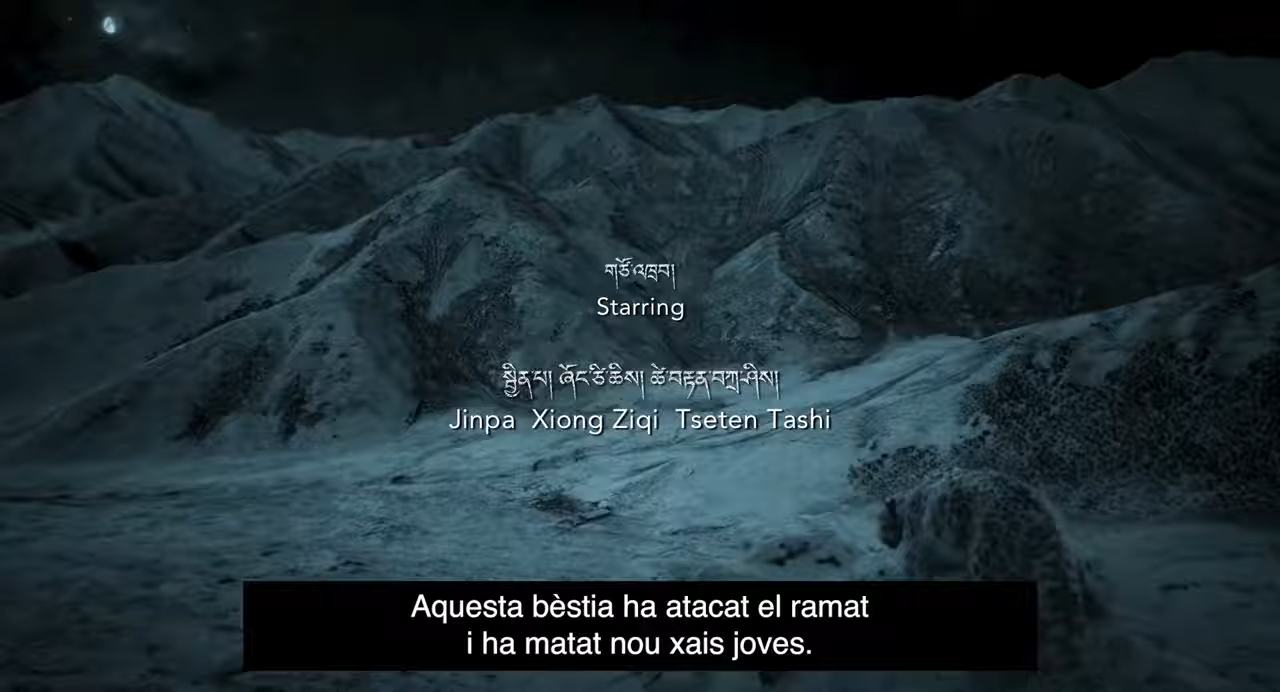 གཙོ་འཁྲབ།
Starring
སྦྱིན་པ། ཞོང་ཙི་ཆིས། ཚེ་བརྟན་བཀྲ་ཤིས།
Jinpa Xiong Ziqi Tseten Tashi
Aquesta bèstia ha atacat el ramat
i ha matat nou xais joves.